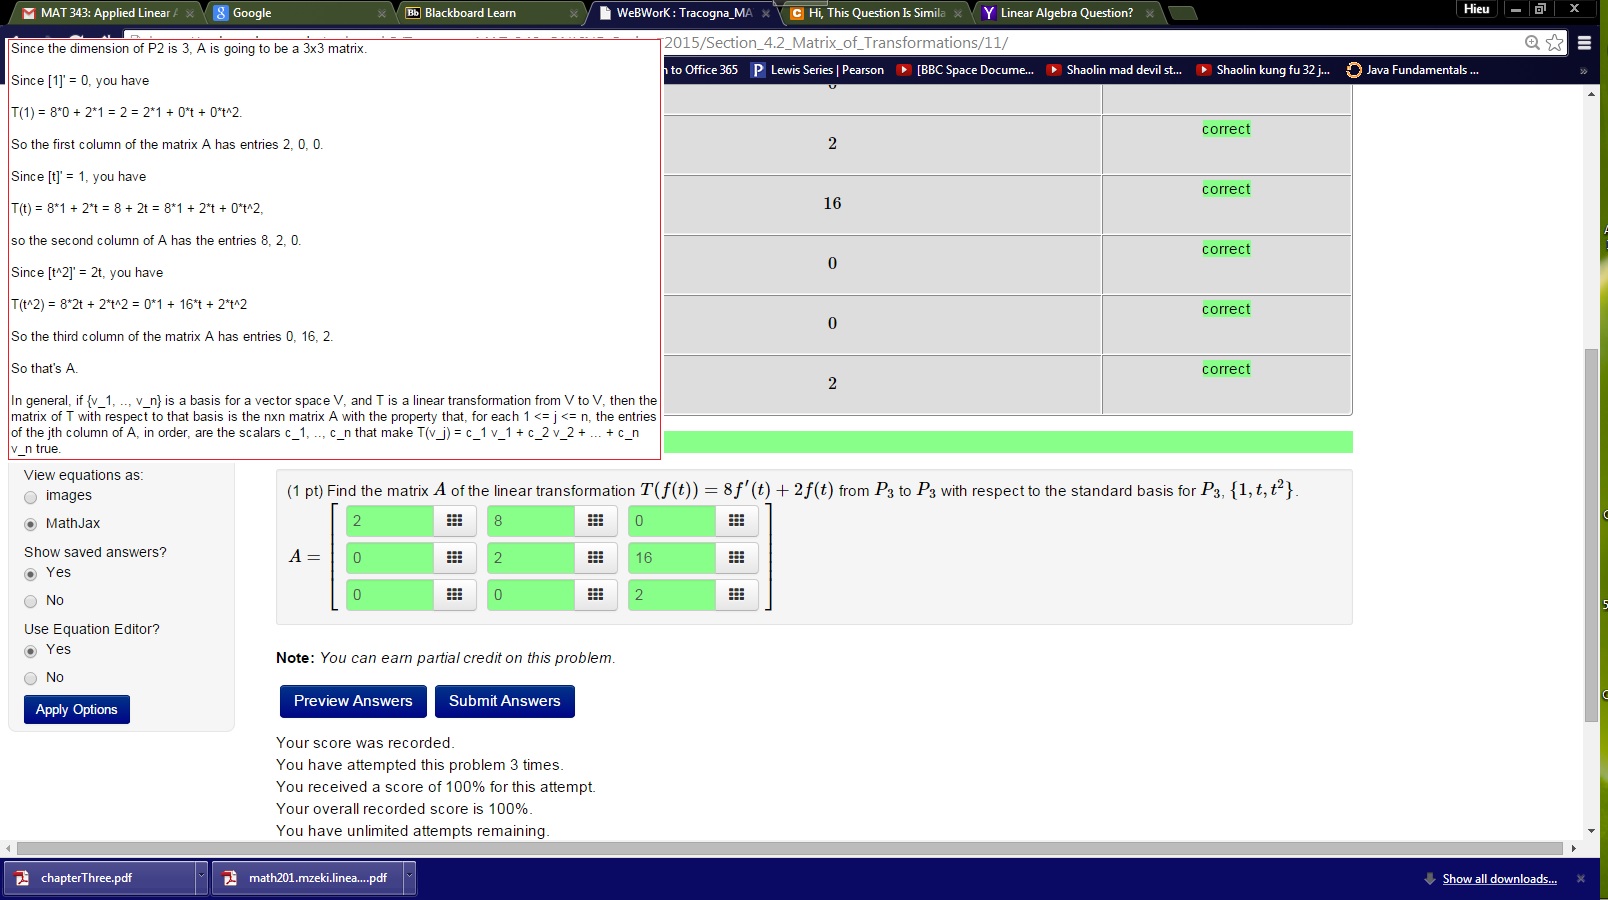 MAT 343: Applied Linear A
Google
Blackboard Learn
WeBWorK : Tracogna_MA
Hi, This Question Is Simila
Linear Algebra Question?
Hieu
2015/Section_4.2_Matrix_of_Transformations/11/
to Office 365
Lewis Series | Pearson
[BBC Space Docume...
Shaolin mad devil st...
Shaolin kung fu 32 j...
Java Fundamentals ...
»
Since the dimension of P2 is 3, A is going to be a 3x3 matrix.
Since [1]' = 0, you have
T(1) = 8*0 + 2*1 = 2 = 2*1 + 0*t + 0*t^2.
So the first column of the matrix A has entries 2, 0, 0.
Since [t]' = 1, you have
T(t) = 8*1 + 2*t = 8 + 2t = 8*1 + 2*t + 0*t^2,
so the second column of A has the entries 8, 2, 0.
Since [t^2]' = 2t, you have
T(t^2) = 8*2t + 2*t^2 = 0*1 + 16*t + 2*t^2
So the third column of the matrix A has entries 0, 16, 2.
So that's A.
In general, if {v_1, .., v_n} is a basis for a vector space V, and T is a linear transformation from V to V, then the
matrix of T with respect to that basis is the nxn matrix A with the property that, for each 1 <= j <= n, the entries
of the jth column of A, in order, are the scalars c_1, .., c_n that make T(v_j) = c_1 v_1 + c_2 v_2 + ... + c_n
v_n true.
2 correct
16 correct
0 correct
0 correct
2 correct
View equations as:
images
MathJax
Show saved answers?
Yes
No
Use Equation Editor?
Yes
No
Apply Options
(1 pt) Find the matrix A of the linear transformation T(f(t)) = 8f′(t) + 2f(t) from P₃ to P₃ with respect to the standard basis for P₃, {1, t, t²}.
2 8 0
A = 0 2 16
0 0 2
Note: You can earn partial credit on this problem.
Preview Answers
Submit Answers
Your score was recorded.
You have attempted this problem 3 times.
You received a score of 100% for this attempt.
Your overall recorded score is 100%.
You have unlimited attempts remaining.
chapterThree.pdf
math201.mzeki.linea....pdf
Show all downloads...